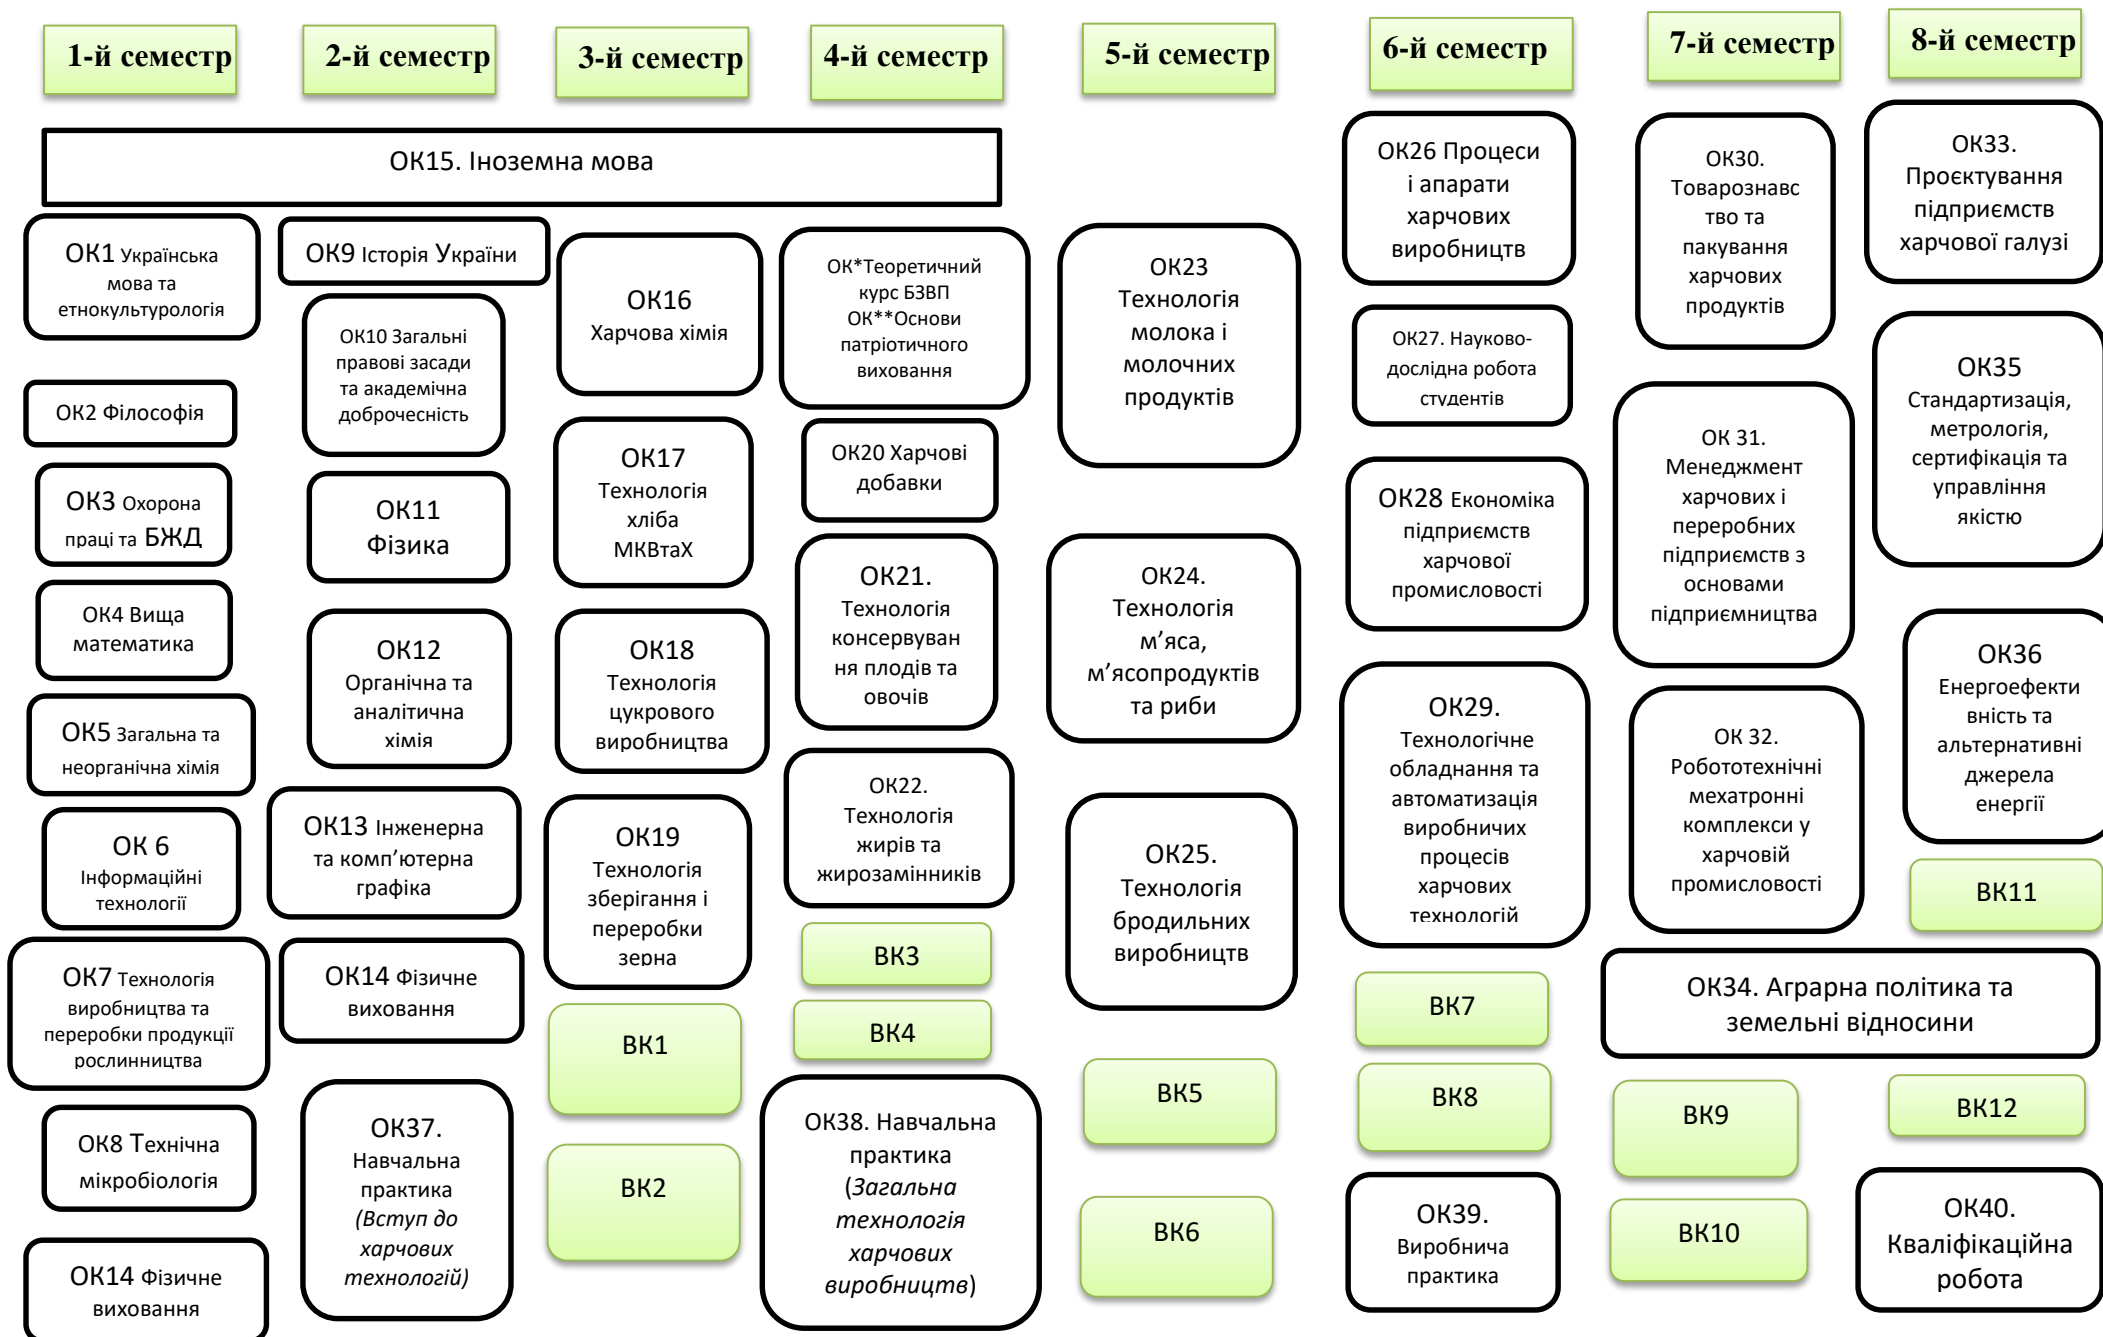 1-й семестр
2-й семестр
3-й семестр
4-й семестр
5-й семестр
6-й семестр
7-й семестр
8-й семестр
ОК15. Іноземна мова
ОК1 Українська
мова та
етнокультурологія
ОК2 Філософія
ОК3 Охорона
праці та БЖД
ОК4 Вища
математика
ОК5 Загальна та
неорганічна хімія
ОК 6
Інформаційні
технології
ОК7 Технологія
виробництва та
переробки продукції
рослинництва
ОК8 Технічна
мікробіологія
ОК14 Фізичне
виховання
ОК9 Історія України
ОК10 Загальні
правові засади
та академічна
доброчесність
ОК11
Фізика
ОК12
Органічна та
аналітична
хімія
ОК13 Інженерна
та комп’ютерна
графіка
ОК14 Фізичне
виховання
ОК37.
Навчальна
практика
(Вступ до
харчових
технологій)
ОК16
Харчова хімія
ОК17
Технологія
хліба
МКВтаХ
ОК18
Технологія
цукрового
виробництва
ОК19
Технологія
зберігання і
переробки
зерна
ВК1
ВК2
ОК*Теоретичний
курс БЗВП
ОК**Основи
патріотичного
виховання
ОК20 Харчові
добавки
ОК21.
Технологія
консервуван
ня плодів та
овочів
ОК22.
Технологія
жирів та
жирозамінників
ВК3
ВК4
ОК38. Навчальна
практика
(Загальна
технологія
харчових
виробництв)
ОК23
Технологія
молока і
молочних
продуктів
ОК24.
Технологія
м’яса,
м’ясопродуктів
та риби
ОК25.
Технологія
бродильних
виробництв
ВК5
ВК6
ОК26 Процеси
і апарати
харчових
виробництв
ОК27. Науково-
дослідна робота
студентів
ОК28 Економіка
підприємств
харчової
промисловості
ОК29.
Технологічне
обладнання та
автоматизація
виробничих
процесів
харчових
технологій
ВК7
ВК8
ОК39.
Виробнича
практика
ОК30.
Товарознавс
тво та
пакування
харчових
продуктів
ОК 31.
Менеджмент
харчових і
переробних
підприємств з
основами
підприємництва
ОК 32.
Робототехнічні
мехатронні
комплекси у
харчовій
промисловості
ОК34. Аграрна політика та
земельні відносини
ВК9
ВК10
ОК33.
Проєктування
підприємств
харчової галузі
ОК35
Стандартизація,
метрологія,
сертифікація та
управління
якістю
ОК36
Енергоефекти
вність та
альтернативні
джерела
енергії
ВК11
ВК12
ОК40.
Кваліфікаційна
робота